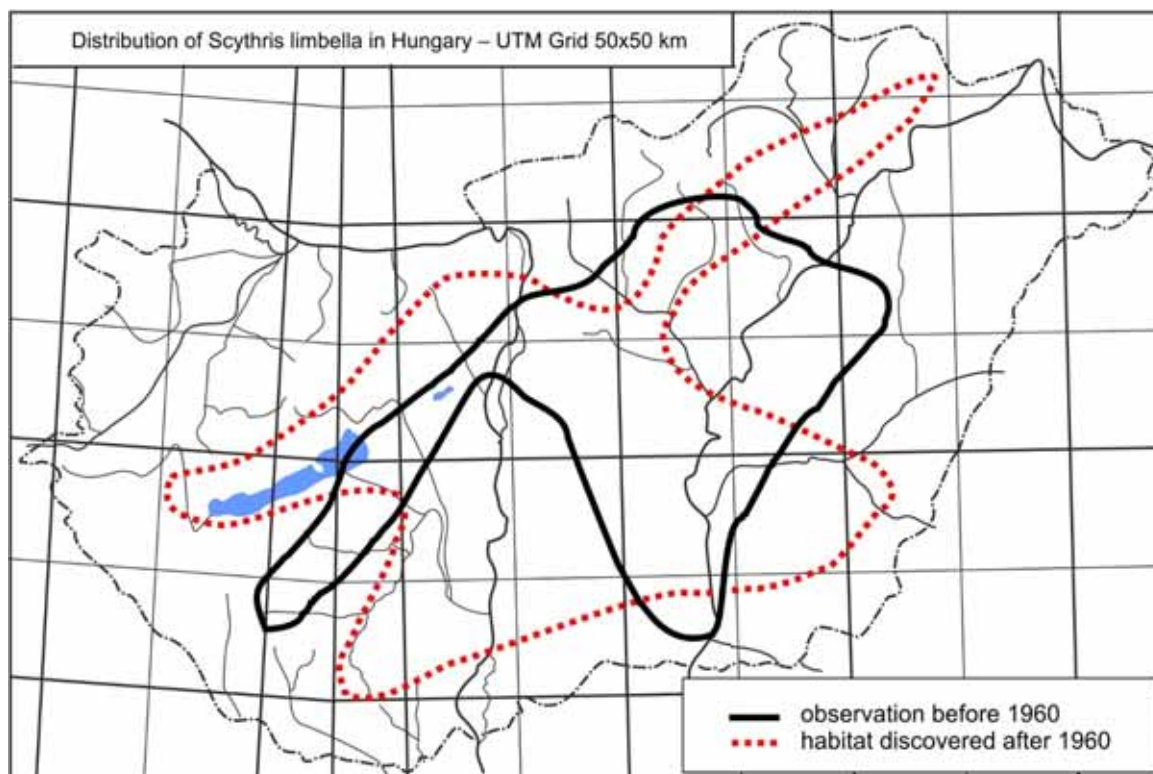 Distribution of Scythris limbella in Hungary – UTM Grid 50x50 km
observation before 1960
habitat discovered after 1960